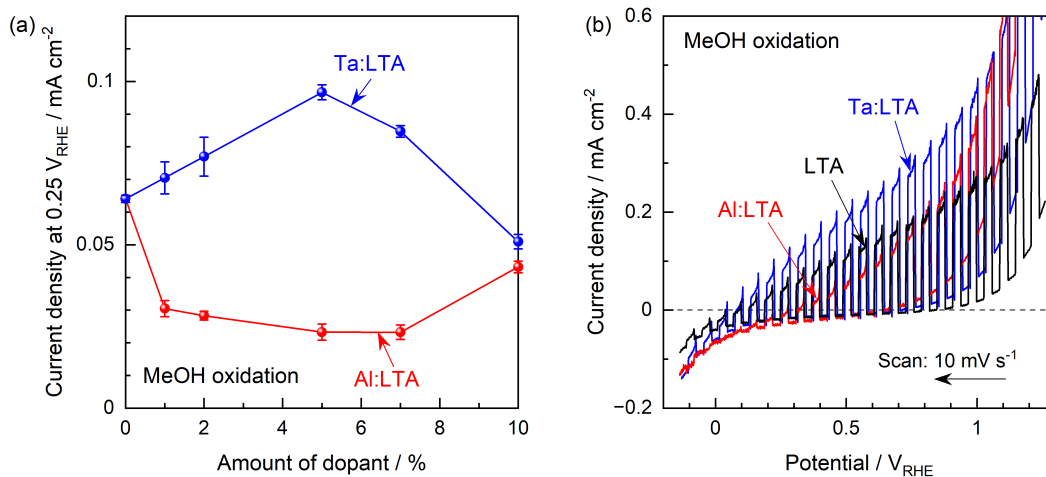 (a)
Current density at 0.25 V_RHE / mA cm⁻²
0.1
0.05
0
0
2
4
6
8
10
Amount of dopant / %
Ta:LTA
Al:LTA
MeOH oxidation
(b)
Current density / mA cm⁻²
0.6
0.4
0.2
0
−0.2
0
0.5
1
Potential / V_RHE
MeOH oxidation
Ta:LTA
LTA
Al:LTA
Scan: 10 mV s⁻¹